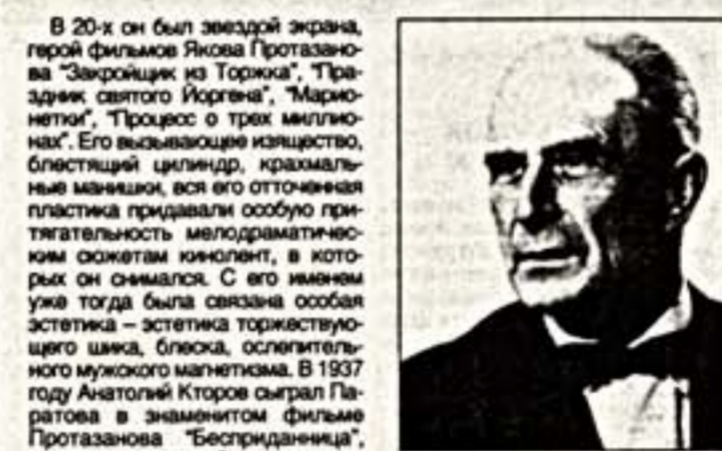 В 20-х он был звездой экрана,
герой фильмов Якова Протазано-
ва "Закройщик из Торжка", "Пра-
здник святого Йоргена", "Марио-
нетки", "Процесс о трех миллио-
нах". Его вызывающее изящество,
блестящий цилиндр, крахмаль-
ные манишки, вся его отточенная
пластика придавали особую при-
тягательность мелодраматичес-
ким сюжетам кинолент, в кото-
рых он снимался. С его именем
уже тогда была связана особая
эстетика – эстетика торжествую-
щего шика, блеска, ослепитель-
ного мужского магнетизма. В 1937
году Анатолий Кторов сыграл Па-
ратова в знаменитом фильме
Протазанова "Бесприданница",